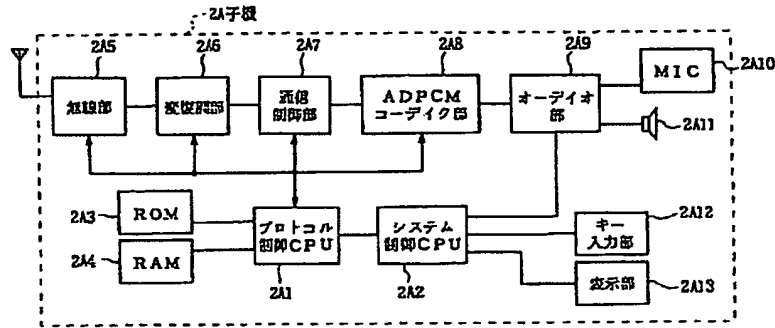 2A子機
2A5
2A6
2A7
2A8
2A9
MIC
2A10
無線部
変復調部
通信
制御部
ADPCM
コーデイク部
オーデイオ
部
2A11
2A3
ROM
プロトコル
制御CPU
システム
制御CPU
キー
入力部
2A12
2A4
RAM
2A1
2A2
表示部
2A13